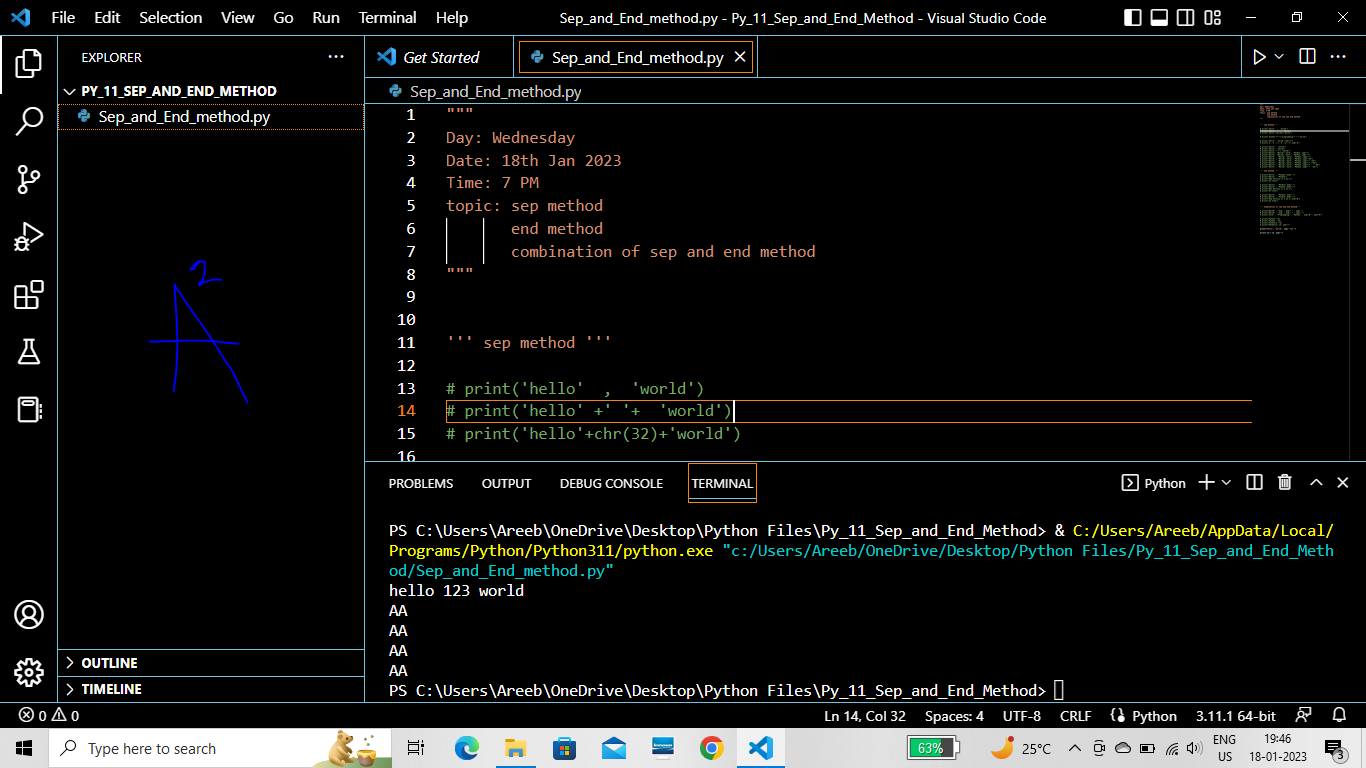 File Edit Selection View Go Run Terminal Help
Sep_and_End_method.py - Py_11_Sep_and_End_Method - Visual Studio Code
EXPLORER
PY_11_SEP_AND_END_METHOD
Sep_and_End_method.py
2
A
OUTLINE
TIMELINE
Get Started
Sep_and_End_method.py
Sep_and_End_method.py
1 """
2 Day: Wednesday
3 Date: 18th Jan 2023
4 Time: 7 PM
5 topic: sep method
6 end method
7 combination of sep and end method
8 """
9
10
11 ''' sep method '''
12
13 # print('hello'  ,  'world')
14 # print('hello' +' '+  'world')
15 # print('hello'+chr(32)+'world')
16
PROBLEMS OUTPUT DEBUG CONSOLE TERMINAL
Python
PS C:\Users\Areeb\OneDrive\Desktop\Python Files\Py_11_Sep_and_End_Method> & C:/Users/Areeb/AppData/Local/
Programs/Python/Python311/python.exe "c:/Users/Areeb/OneDrive/Desktop/Python Files/Py_11_Sep_and_End_Meth
od/Sep_and_End_method.py"
hello 123 world
AA
AA
AA
AA
PS C:\Users\Areeb\OneDrive\Desktop\Python Files\Py_11_Sep_and_End_Method>
0 0
Ln 14, Col 32 Spaces: 4 UTF-8 CRLF Python 3.11.1 64-bit
Type here to search
63%
25°C
ENG
US
19:46
18-01-2023
3